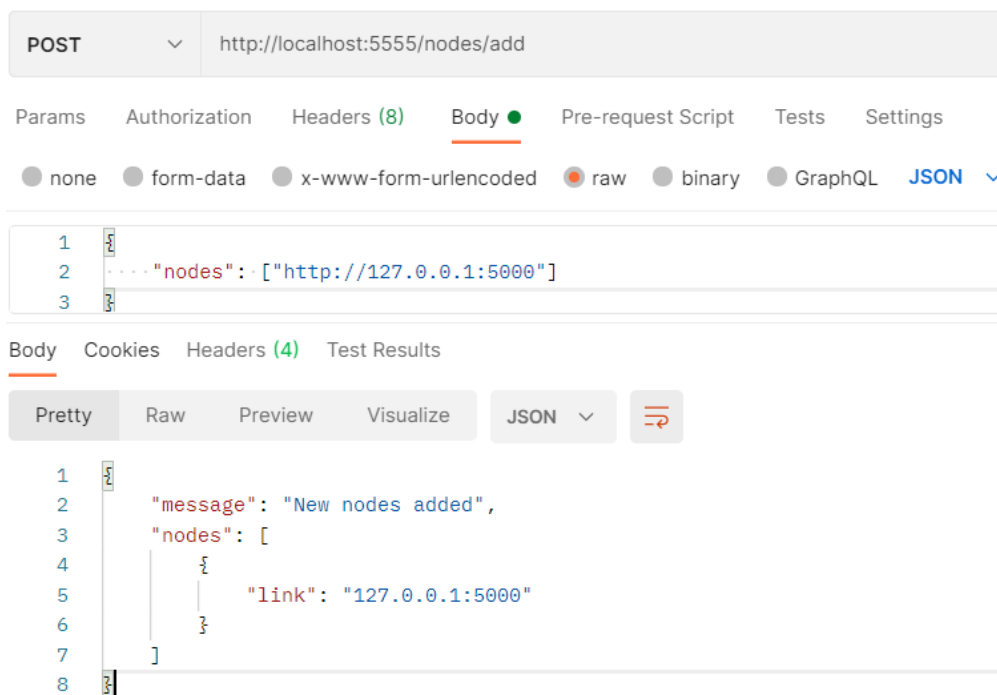 POST http://localhost:5555/nodes/add
Params Authorization Headers (8) Body Pre-request Script Tests Settings
none form-data x-www-form-urlencoded raw binary GraphQL JSON
1 {
2 "nodes": ["http://127.0.0.1:5000"]
3 }
Body Cookies Headers (4) Test Results
Pretty Raw Preview Visualize JSON
1 {
2 "message": "New nodes added",
3 "nodes": [
4 {
5 "link": "127.0.0.1:5000"
6 }
7 ]
8 }